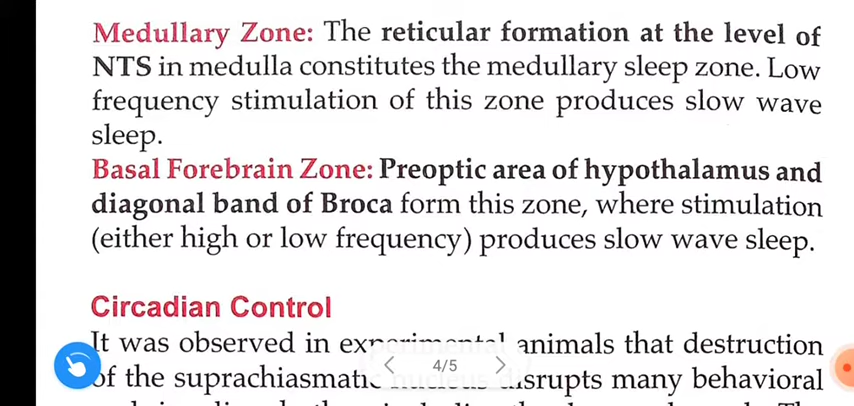 Medullary Zone: The reticular formation at the level of
NTS in medulla constitutes the medullary sleep zone. Low
frequency stimulation of this zone produces slow wave
sleep.
Basal Forebrain Zone: Preoptic area of hypothalamus and
diagonal band of Broca form this zone, where stimulation
(either high or low frequency) produces slow wave sleep.
Circadian Control
It was observed in experimental animals that destruction
4/5
of the suprachiasmatic nucleus disrupts many behavioral